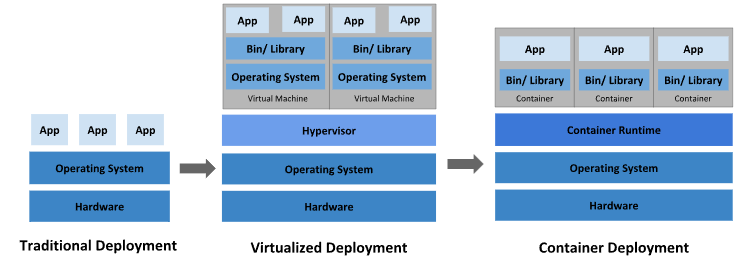 App
App
App
Operating System
Hardware
Traditional Deployment
App
App
App
App
Bin/ Library
Bin/ Library
Operating System
Operating System
Virtual Machine
Virtual Machine
Hypervisor
Operating System
Hardware
Virtualized Deployment
App
App
App
Bin/ Library
Bin/ Library
Bin/ Library
Container
Container
Container
Container Runtime
Operating System
Hardware
Container Deployment